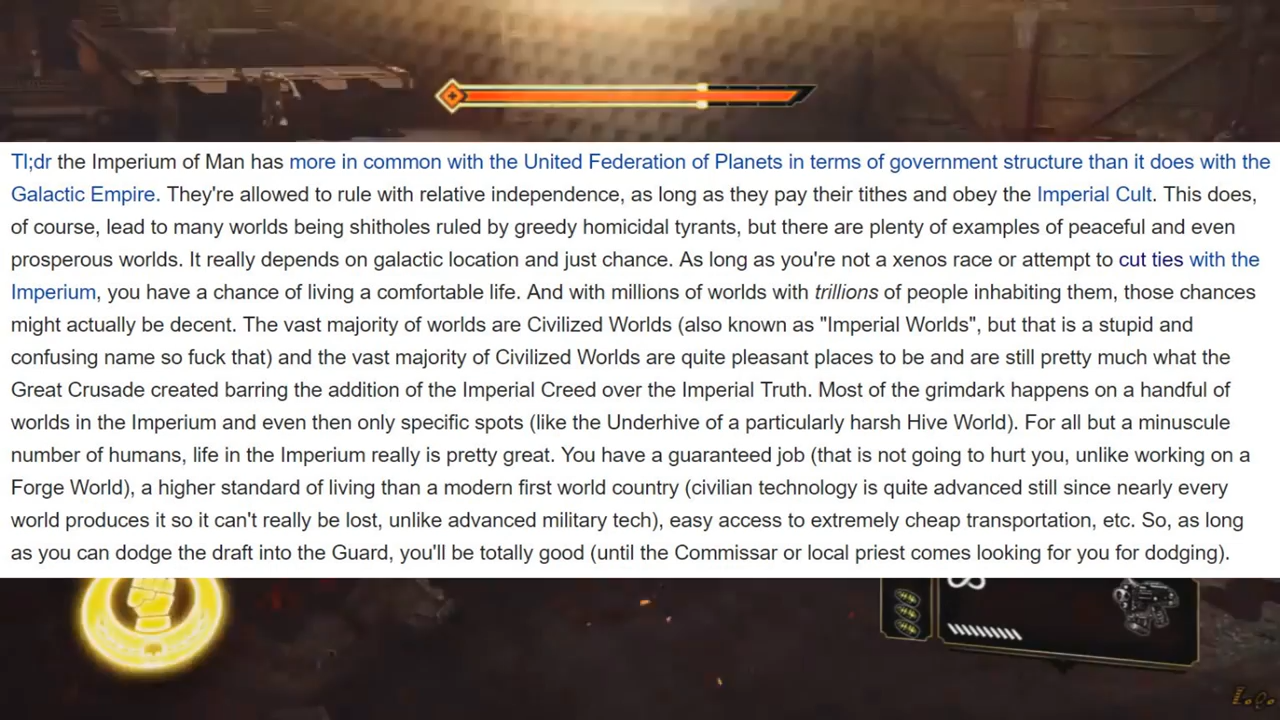 Tl;dr the Imperium of Man has more in common with the United Federation of Planets in terms of government structure than it does with the
Galactic Empire. They're allowed to rule with relative independence, as long as they pay their tithes and obey the Imperial Cult. This does,
of course, lead to many worlds being shitholes ruled by greedy homicidal tyrants, but there are plenty of examples of peaceful and even
prosperous worlds. It really depends on galactic location and just chance. As long as you're not a xenos race or attempt to cut ties with the
Imperium, you have a chance of living a comfortable life. And with millions of worlds with trillions of people inhabiting them, those chances
might actually be decent. The vast majority of worlds are Civilized Worlds (also known as "Imperial Worlds", but that is a stupid and
confusing name so fuck that) and the vast majority of Civilized Worlds are quite pleasant places to be and are still pretty much what the
Great Crusade created barring the addition of the Imperial Creed over the Imperial Truth. Most of the grimdark happens on a handful of
worlds in the Imperium and even then only specific spots (like the Underhive of a particularly harsh Hive World). For all but a minuscule
number of humans, life in the Imperium really is pretty great. You have a guaranteed job (that is not going to hurt you, unlike working on a
Forge World), a higher standard of living than a modern first world country (civilian technology is quite advanced still since nearly every
world produces it so it can't really be lost, unlike advanced military tech), easy access to extremely cheap transportation, etc. So, as long
as you can dodge the draft into the Guard, you'll be totally good (until the Commissar or local priest comes looking for you for dodging).